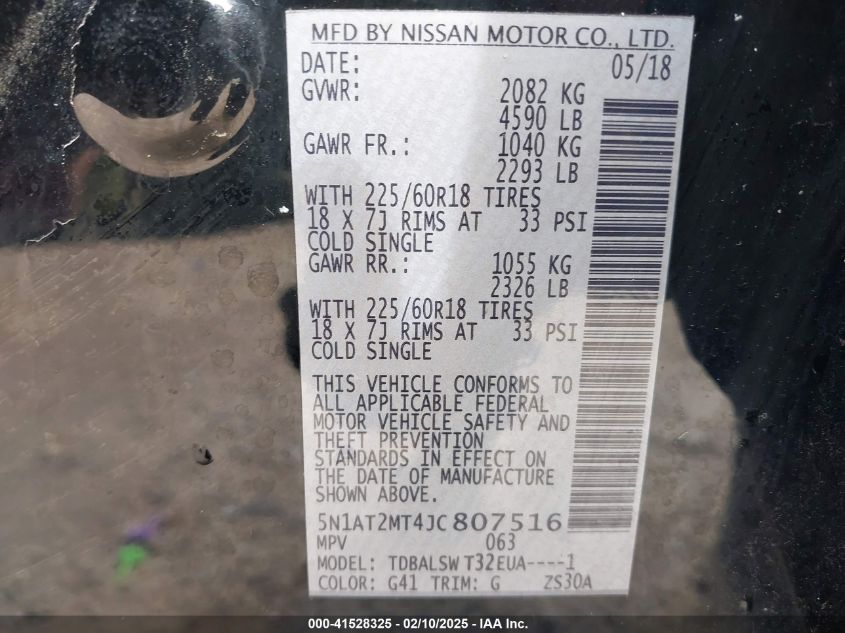 MFD BY NISSAN MOTOR CO., LTD.
DATE: 05/18
GVWR: 2082 KG
4590 LB
GAWR FR.: 1040 KG
2293 LB
WITH 225/60R18 TIRES
18 X 7J RIMS AT 33 PSI
COLD SINGLE
GAWR RR.: 1055 KG
2326 LB
WITH 225/60R18 TIRES
18 X 7J RIMS AT 33 PSI
COLD SINGLE
THIS VEHICLE CONFORMS TO
ALL APPLICABLE FEDERAL
MOTOR VEHICLE SAFETY AND
THEFT PREVENTION
STANDARDS IN EFFECT ON
THE DATE OF MANUFACTURE
SHOWN ABOVE.
5N1AT2MT4JC807516
MPV 063
MODEL: TDBALSW T32EUA----1
COLOR: G41 TRIM: G ZS30A
000-41528325 - 02/10/2025 - IAA Inc.